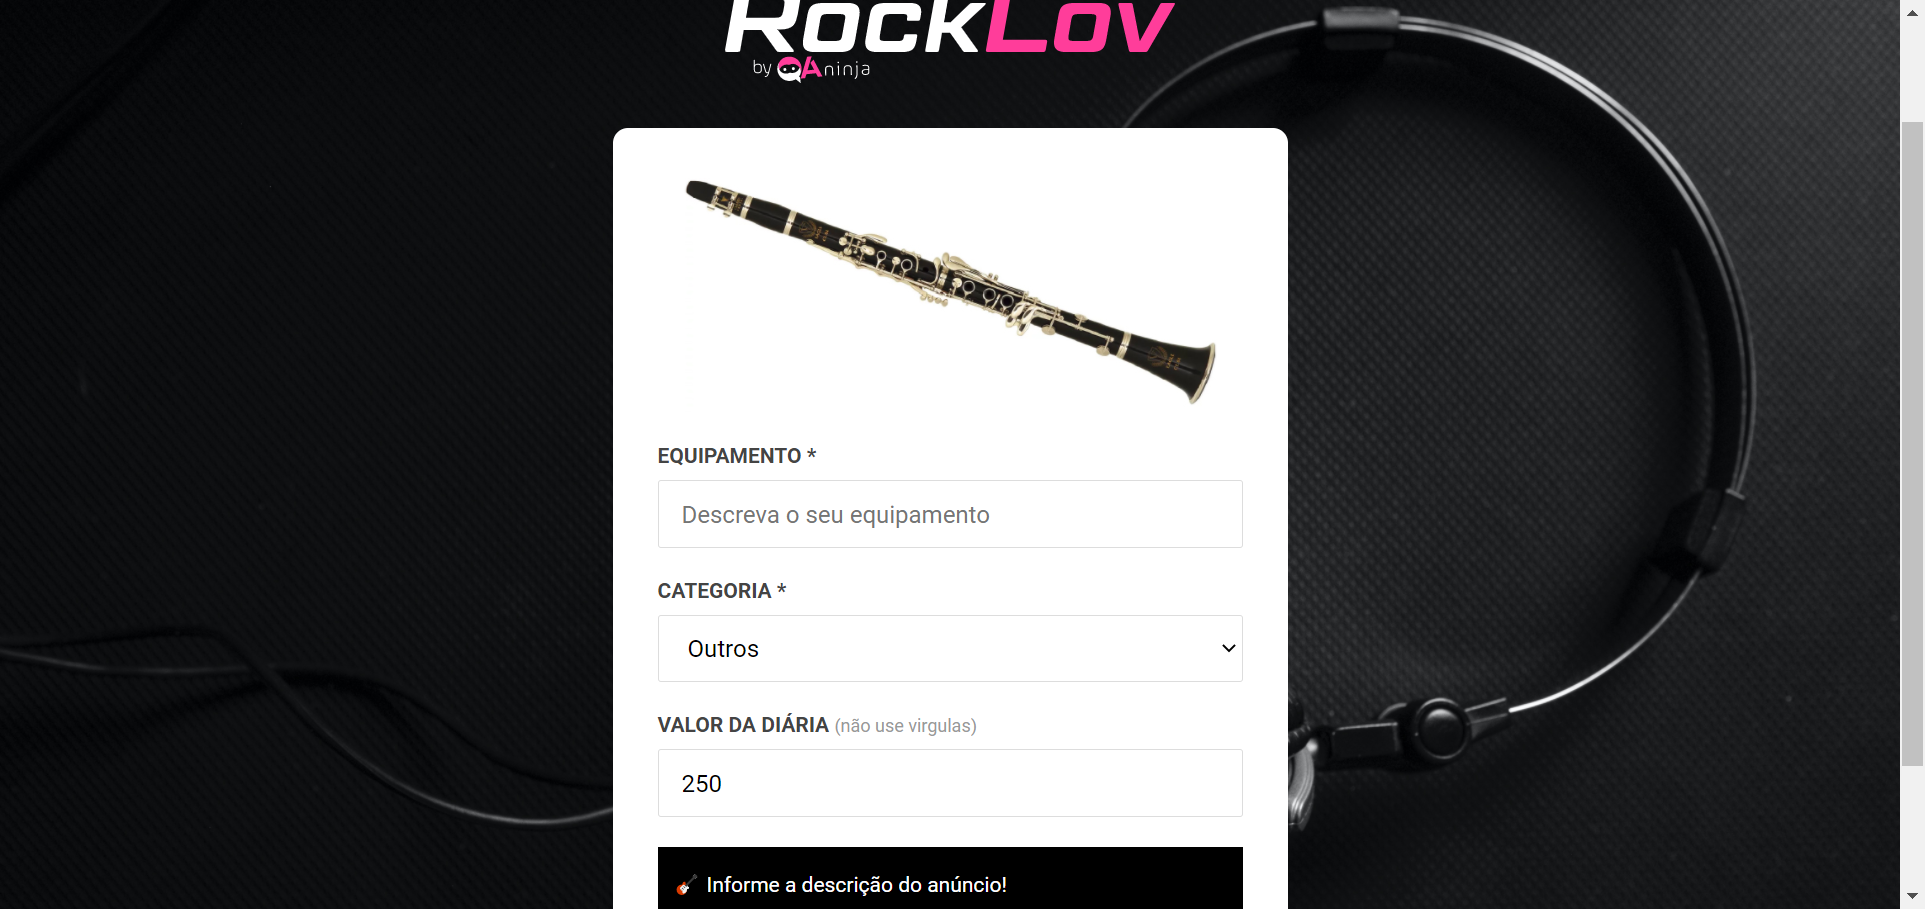 RockLov
by QAninja
EQUIPAMENTO *
Descreva o seu equipamento
CATEGORIA *
Outros
VALOR DA DIÁRIA (não use virgulas)
250
Informe a descrição do anúncio!